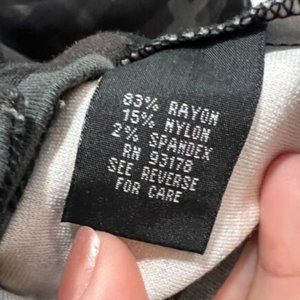 83% RAYON
15% NYLON
2% SPANDEX
RN 93178
SEE REVERSE
FOR CARE